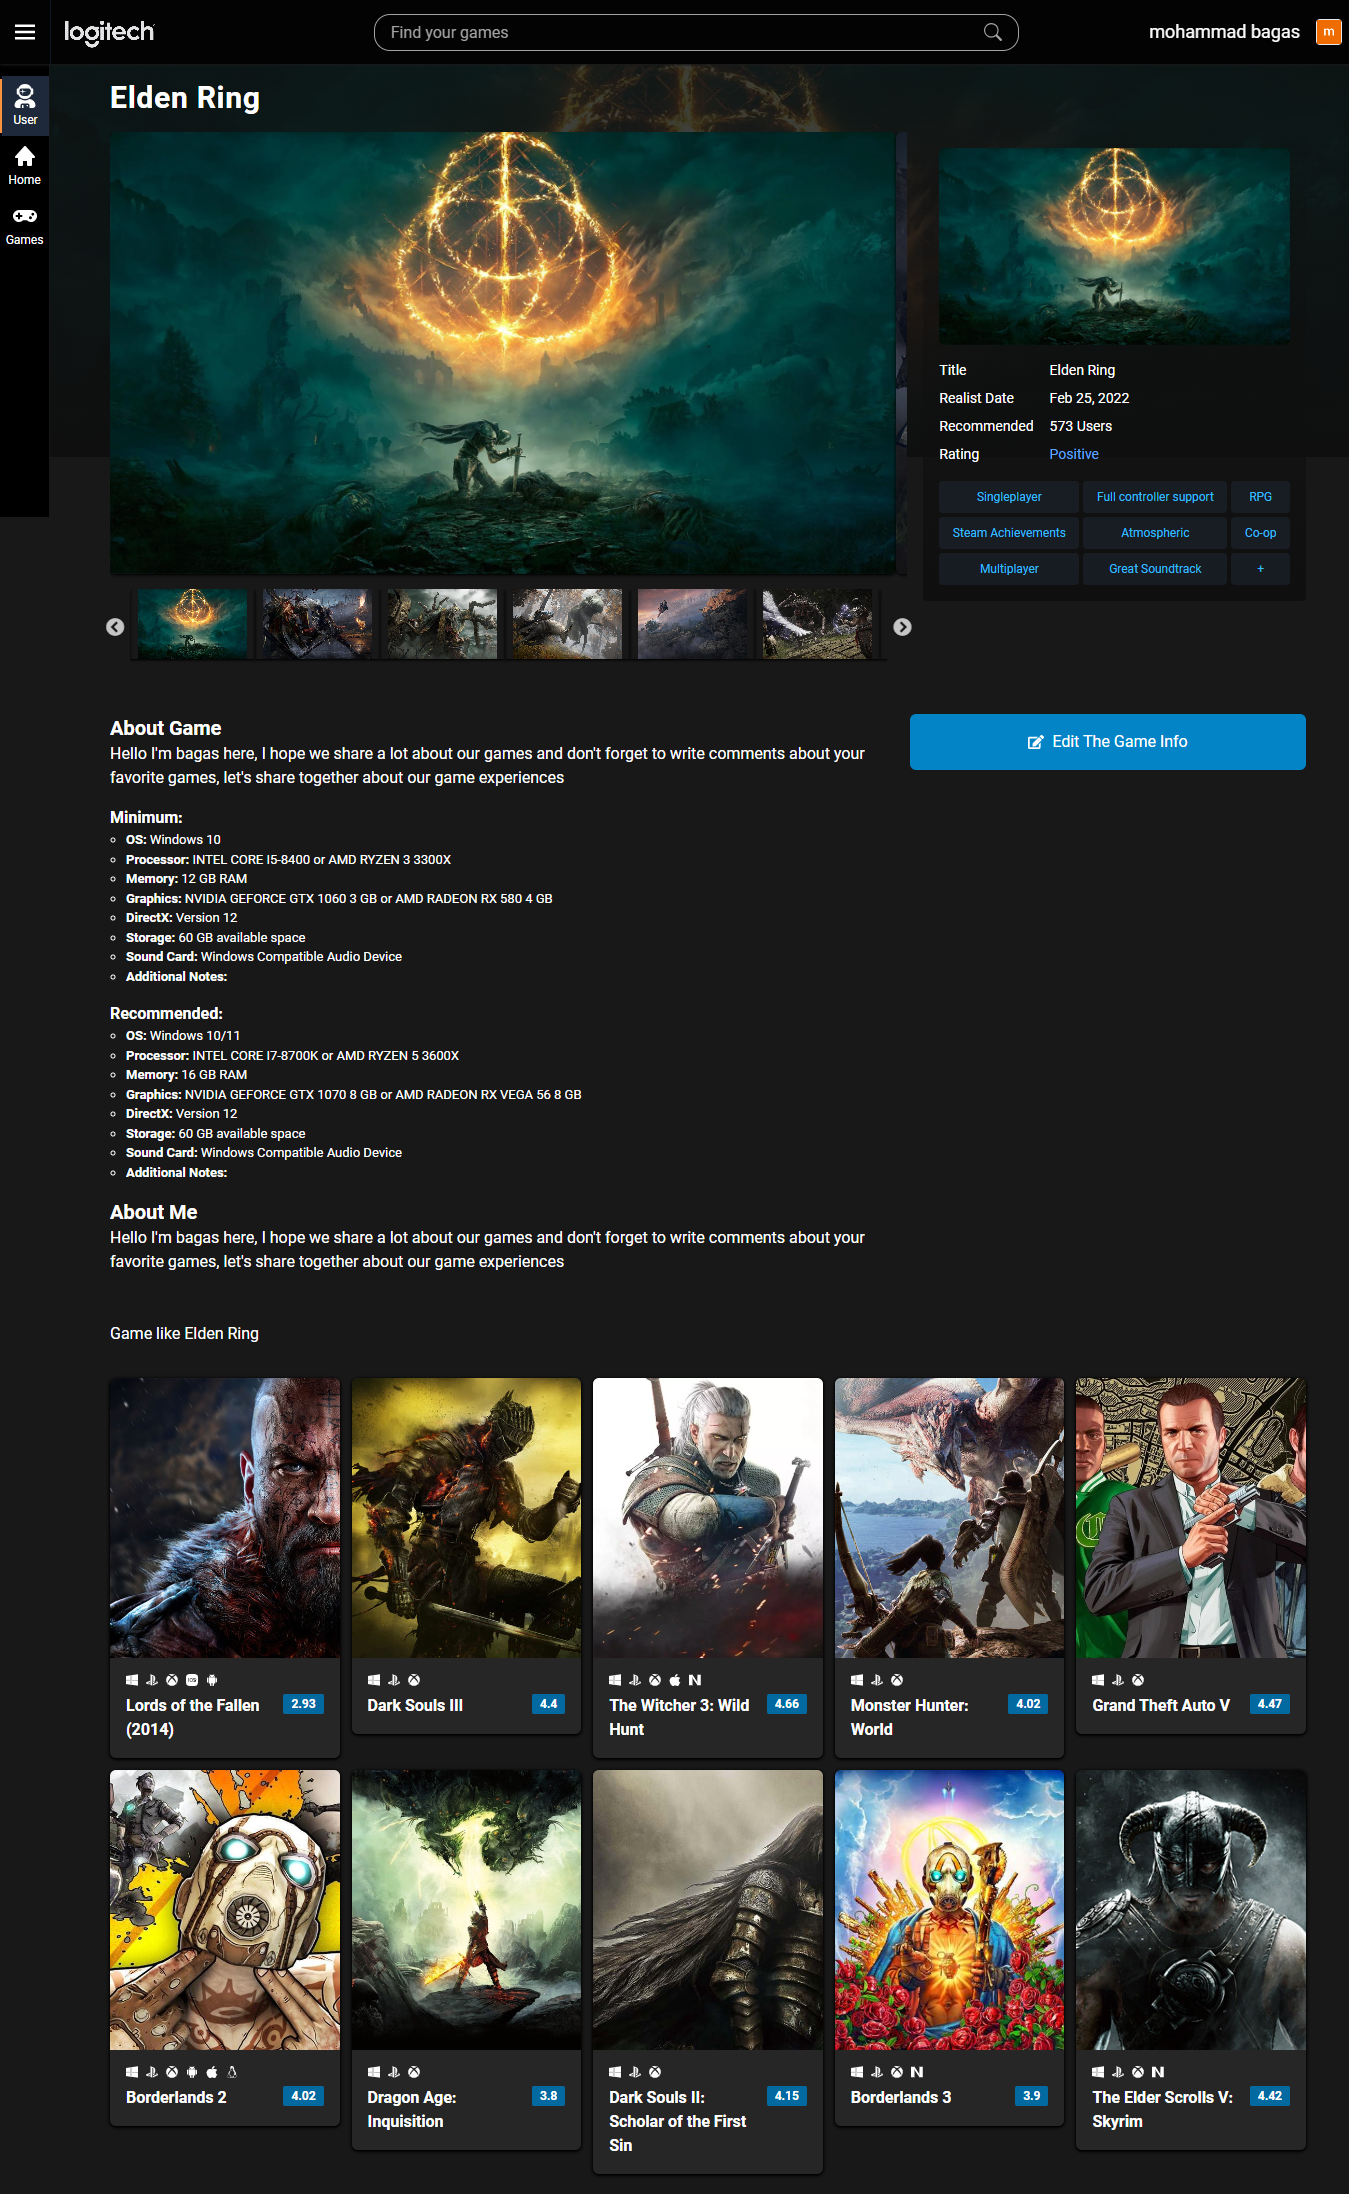 logitech
Find your games
mohammad bagas
m
User
Home
Games
Elden Ring
Title Elden Ring
Realist Date Feb 25, 2022
Recommended 573 Users
Rating Positive
Singleplayer Full controller support RPG
Steam Achievements Atmospheric Co-op
Multiplayer Great Soundtrack +
About Game
Hello I'm bagas here, I hope we share a lot about our games and don't forget to write comments about your
favorite games, let's share together about our game experiences
Edit The Game Info
Minimum:
OS: Windows 10
Processor: INTEL CORE I5-8400 or AMD RYZEN 3 3300X
Memory: 12 GB RAM
Graphics: NVIDIA GEFORCE GTX 1060 3 GB or AMD RADEON RX 580 4 GB
DirectX: Version 12
Storage: 60 GB available space
Sound Card: Windows Compatible Audio Device
Additional Notes:
Recommended:
OS: Windows 10/11
Processor: INTEL CORE I7-8700K or AMD RYZEN 5 3600X
Memory: 16 GB RAM
Graphics: NVIDIA GEFORCE GTX 1070 8 GB or AMD RADEON RX VEGA 56 8 GB
DirectX: Version 12
Storage: 60 GB available space
Sound Card: Windows Compatible Audio Device
Additional Notes:
About Me
Hello I'm bagas here, I hope we share a lot about our games and don't forget to write comments about your
favorite games, let's share together about our game experiences
Game like Elden Ring
iOS
Lords of the Fallen 2.93
(2014)
Dark Souls III 4.4
The Witcher 3: Wild 4.66
Hunt
Monster Hunter: 4.02
World
Grand Theft Auto V 4.47
Borderlands 2 4.02
Dragon Age: 3.8
Inquisition
Dark Souls II: 4.15
Scholar of the First
Sin
Borderlands 3 3.9
The Elder Scrolls V: 4.42
Skyrim